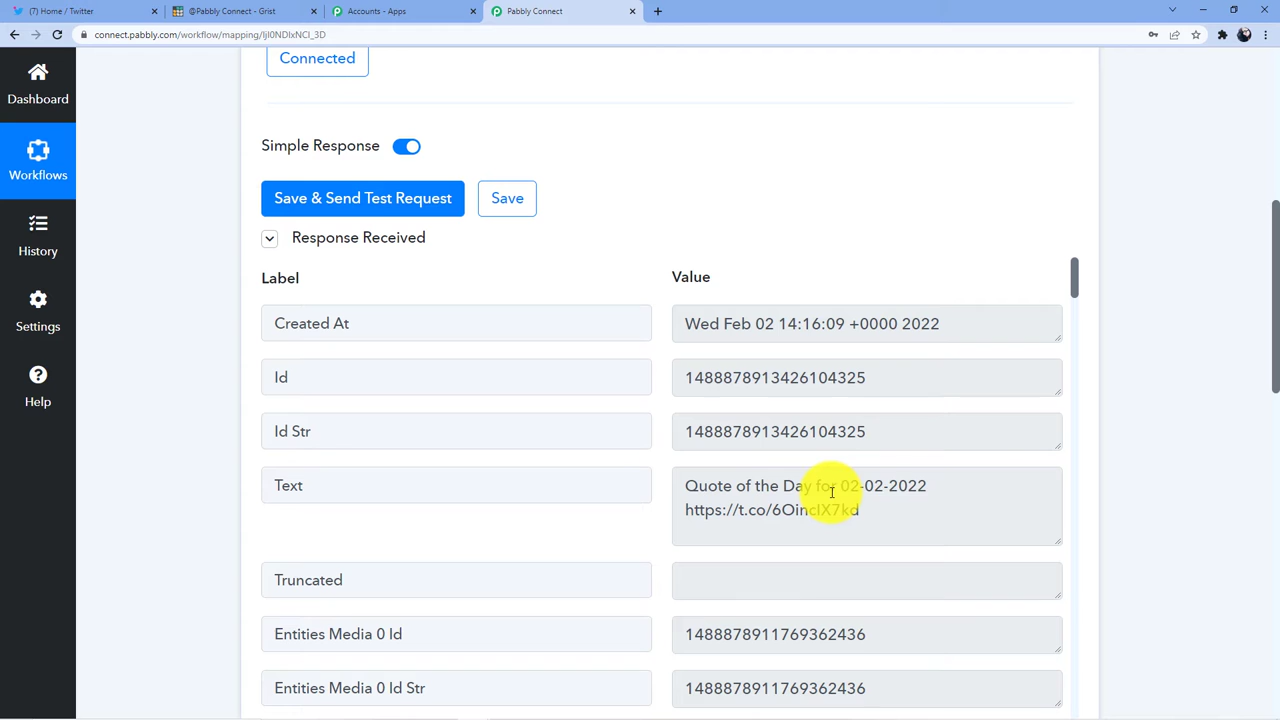 (7) Home / Twitter
@Pabbly Connect - Grist
Accounts - Apps
Pabbly Connect
connect.pabbly.com/workflow/mapping/IjI0NDIxNCI_3D
Connected
Dashboard
Simple Response
Workflows
Save & Send Test Request
Save
Response Received
History
Label
Value
Created At
Wed Feb 02 14:16:09 +0000 2022
Settings
Id
1488878913426104325
Help
Id Str
1488878913426104325
Text
Quote of the Day for 02-02-2022
https://t.co/6OincIX7kd
Truncated
Entities Media 0 Id
1488878911769362436
Entities Media 0 Id Str
1488878911769362436